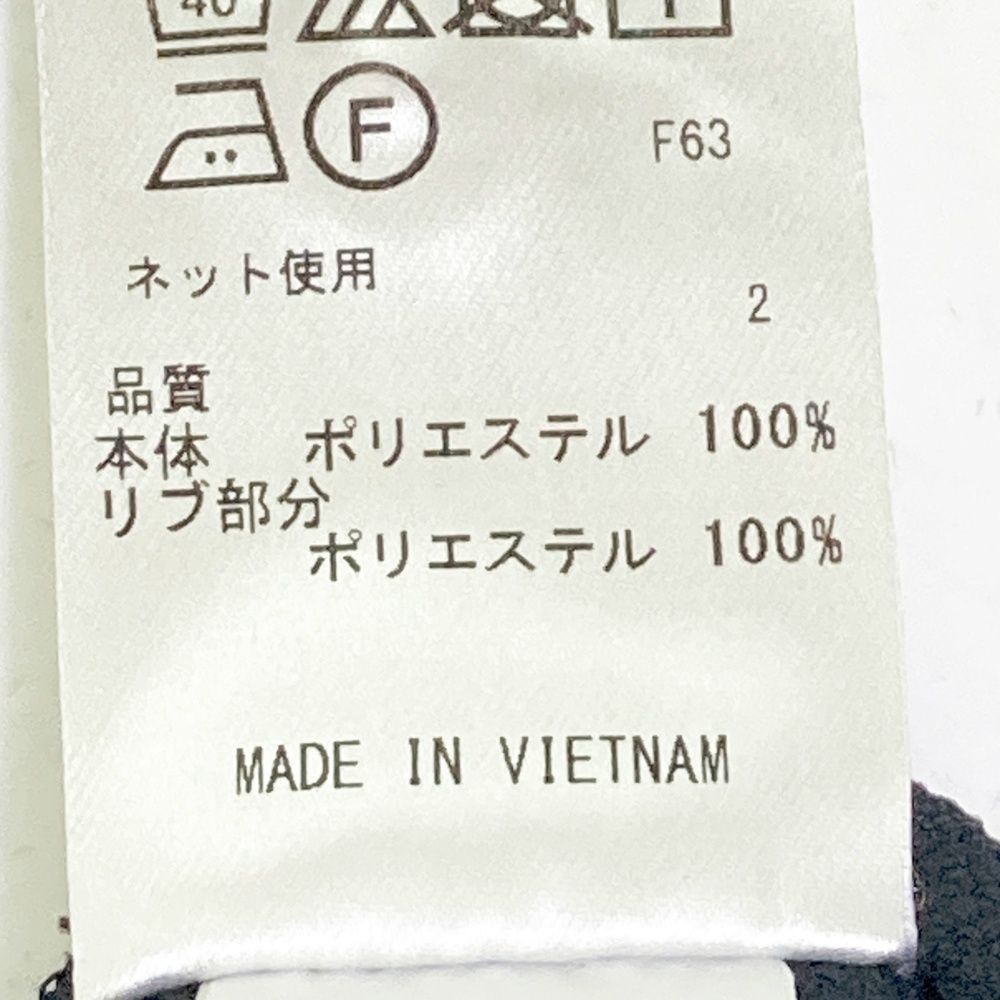 40
F
F63
ネット使用
2
品質
本体 ポリエステル 100%
リブ部分
ポリエステル 100%
MADE IN VIETNAM